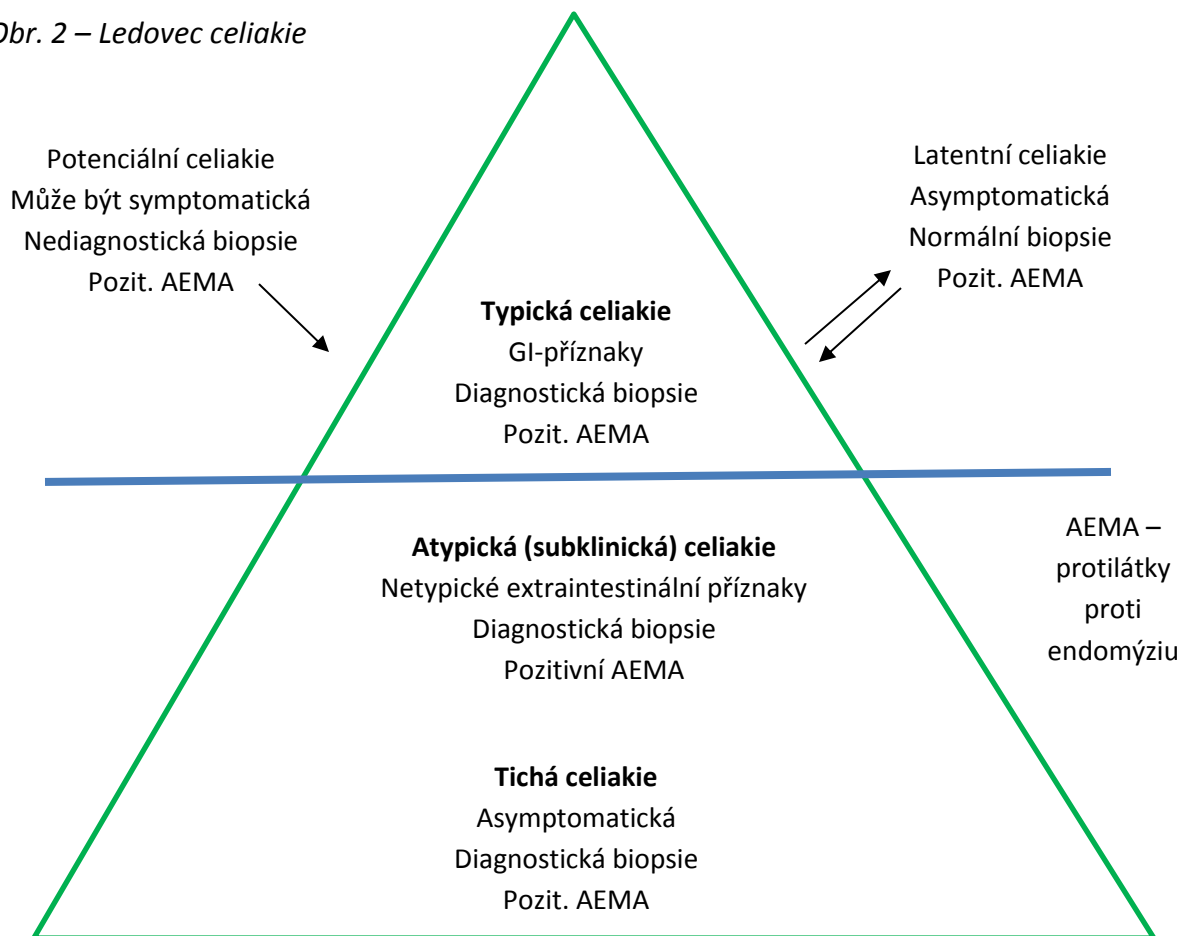 Obr. 2 – Ledovec celiakie
Potenciální celiakie
Může být symptomatická
Nediagnostická biopsie
Pozit. AEMA
Latentní celiakie
Asymptomatická
Normální biopsie
Pozit. AEMA
Typická celiakie
GI-příznaky
Diagnostická biopsie
Pozit. AEMA
Atypická (subklinická) celiakie
Netypické extraintestinální příznaky
Diagnostická biopsie
Pozitivní AEMA
AEMA –
protilátky
proti
endomýziu
Tichá celiakie
Asymptomatická
Diagnostická biopsie
Pozit. AEMA